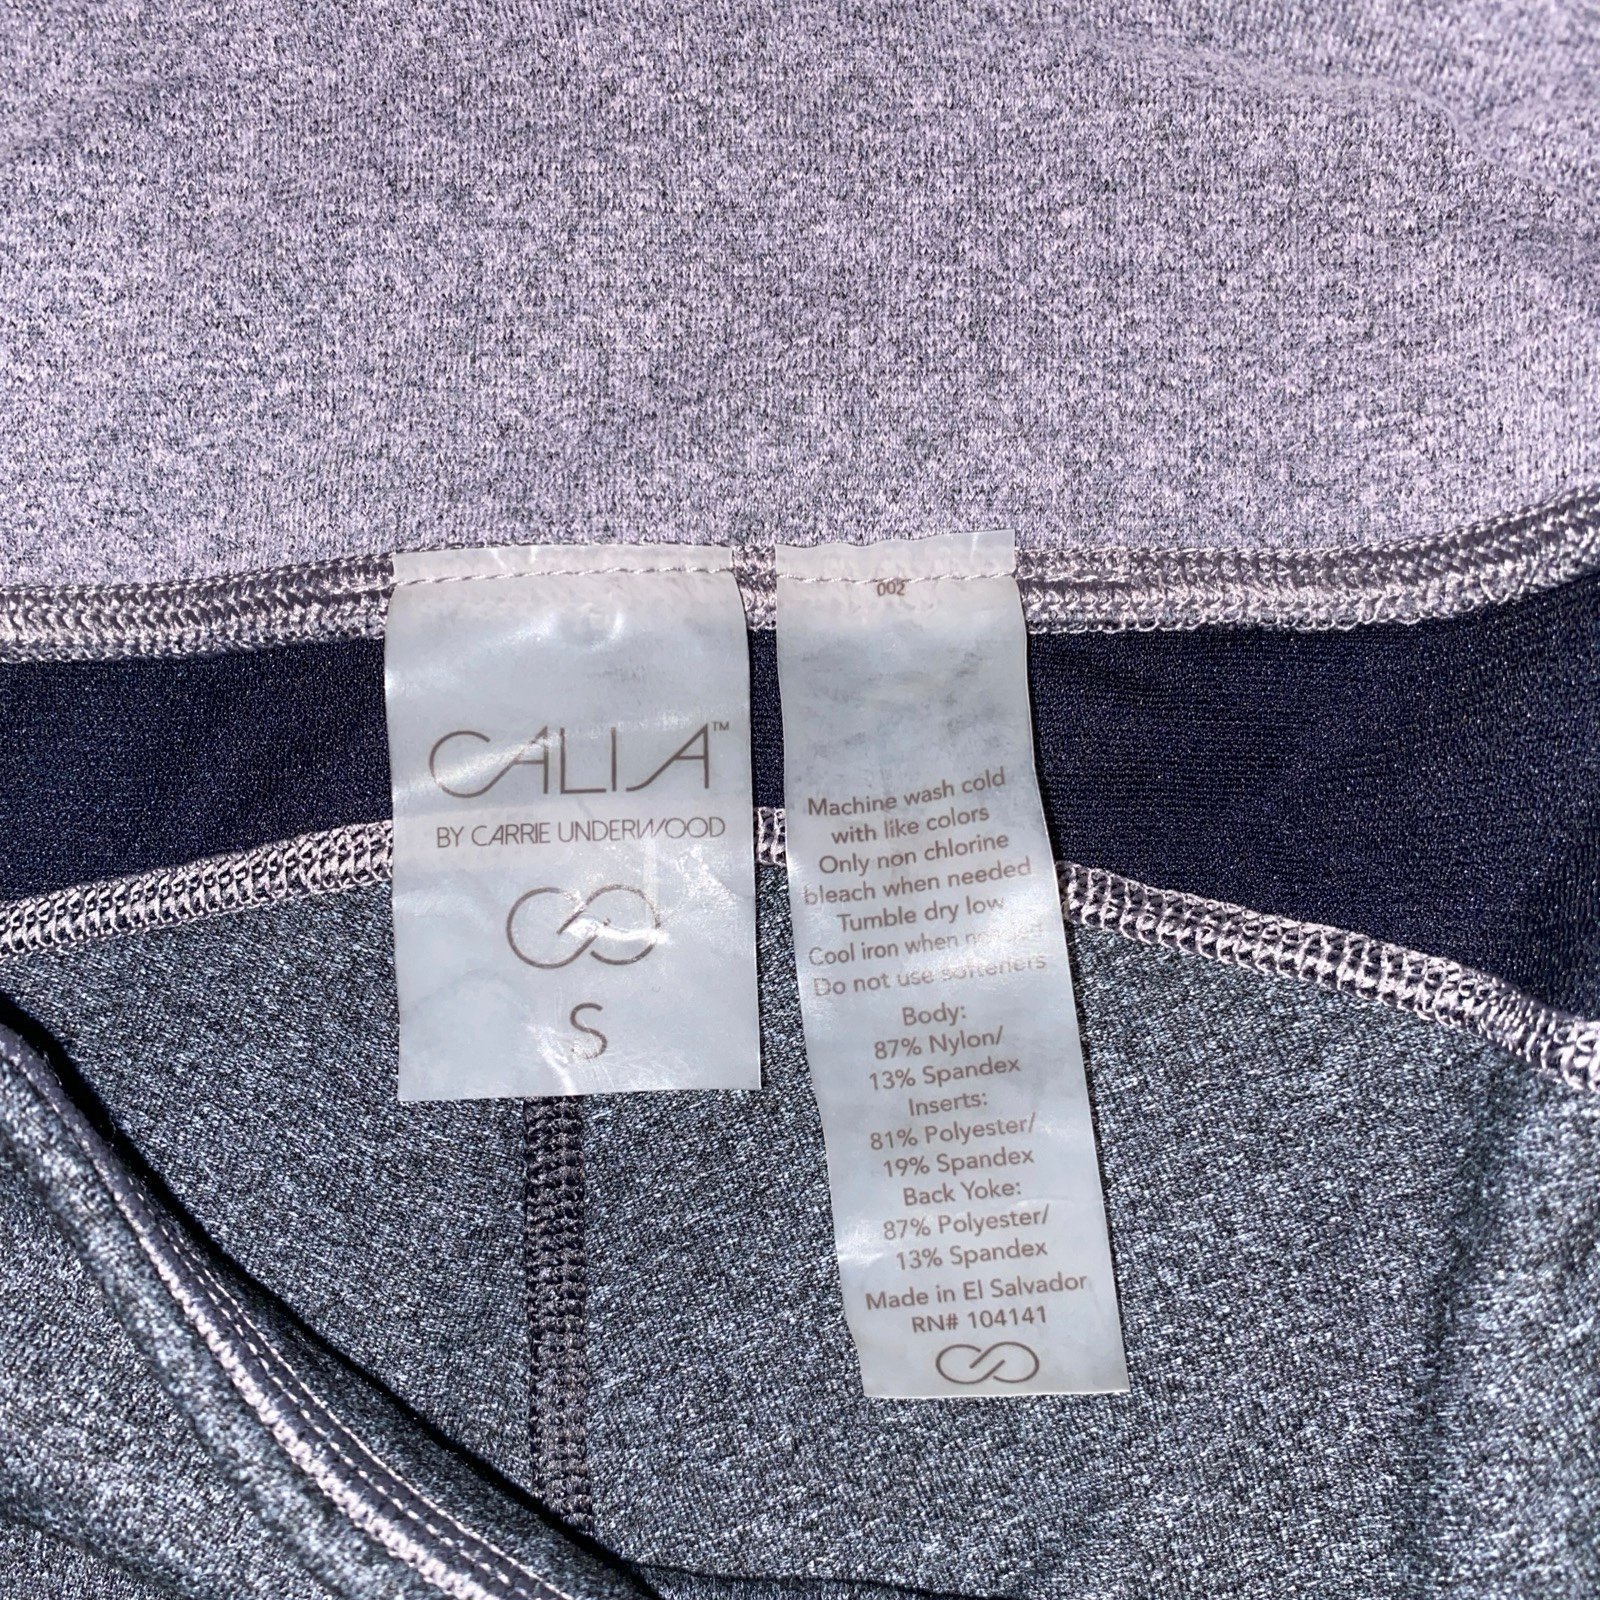 CALIA™
BY CARRIE UNDERWOOD
S
002
Machine wash cold
with like colors
Only non chlorine
bleach when needed
Tumble dry low
Cool iron when needed
Do not use softeners
Body:
87% Nylon/
13% Spandex
Inserts:
81% Polyester/
19% Spandex
Back Yoke:
87% Polyester/
13% Spandex
Made in El Salvador
RN# 104141